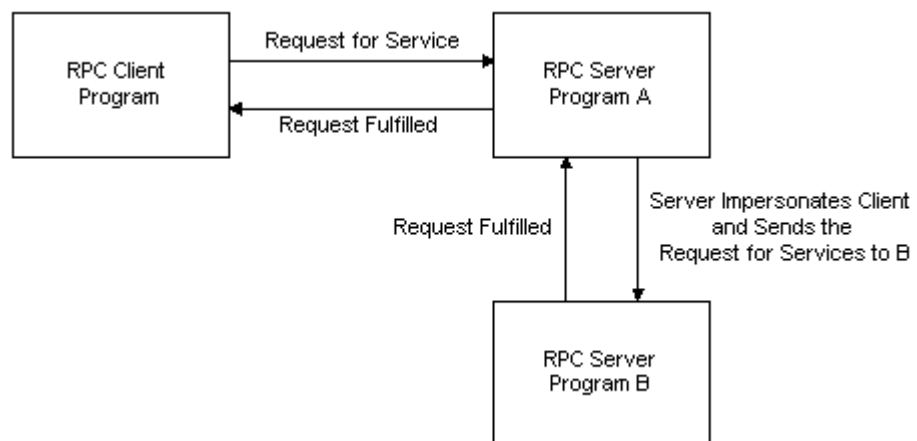 Request for Service
RPC Client
Program
RPC Server
Program A
Request Fulfilled
Server Impersonates Client
and Sends the
Request for Services to B
Request Fulfilled
RPC Server
Program B